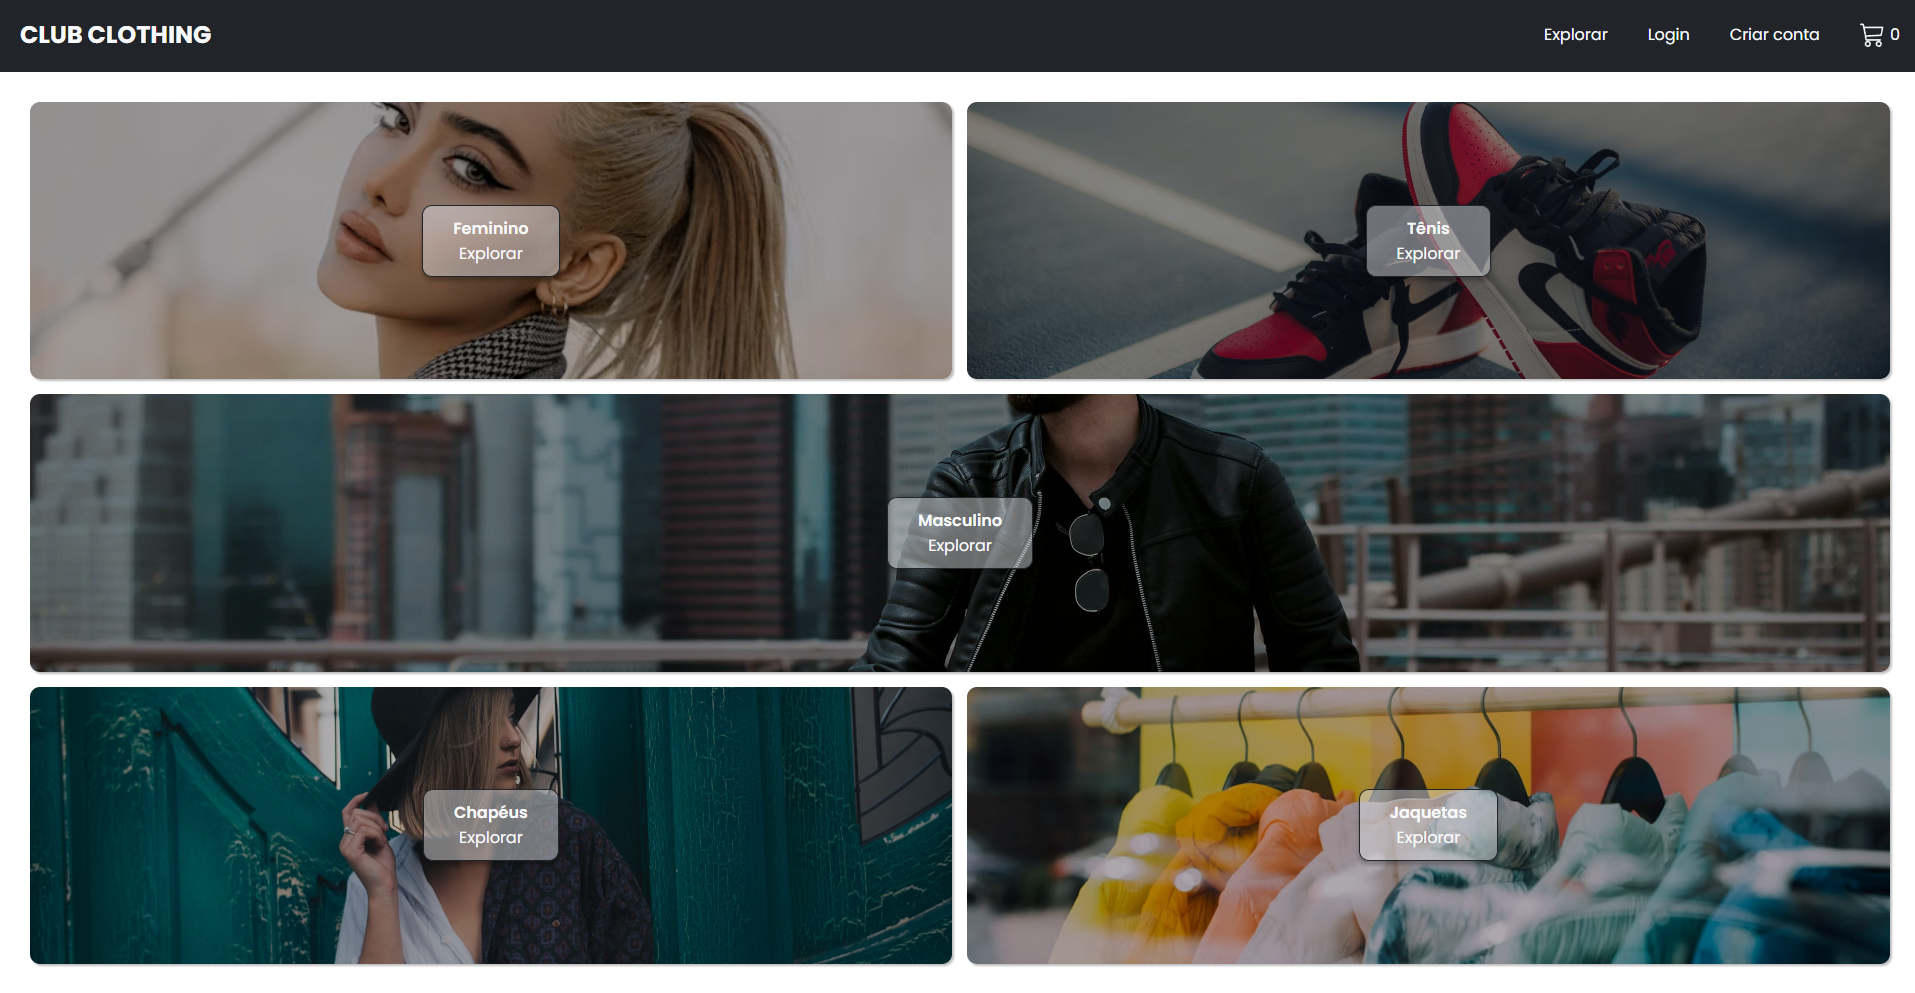 CLUB CLOTHING
Explorar
Login
Criar conta
0
Feminino
Explorar
Tênis
Explorar
Masculino
Explorar
Chapéus
Explorar
Jaquetas
Explorar